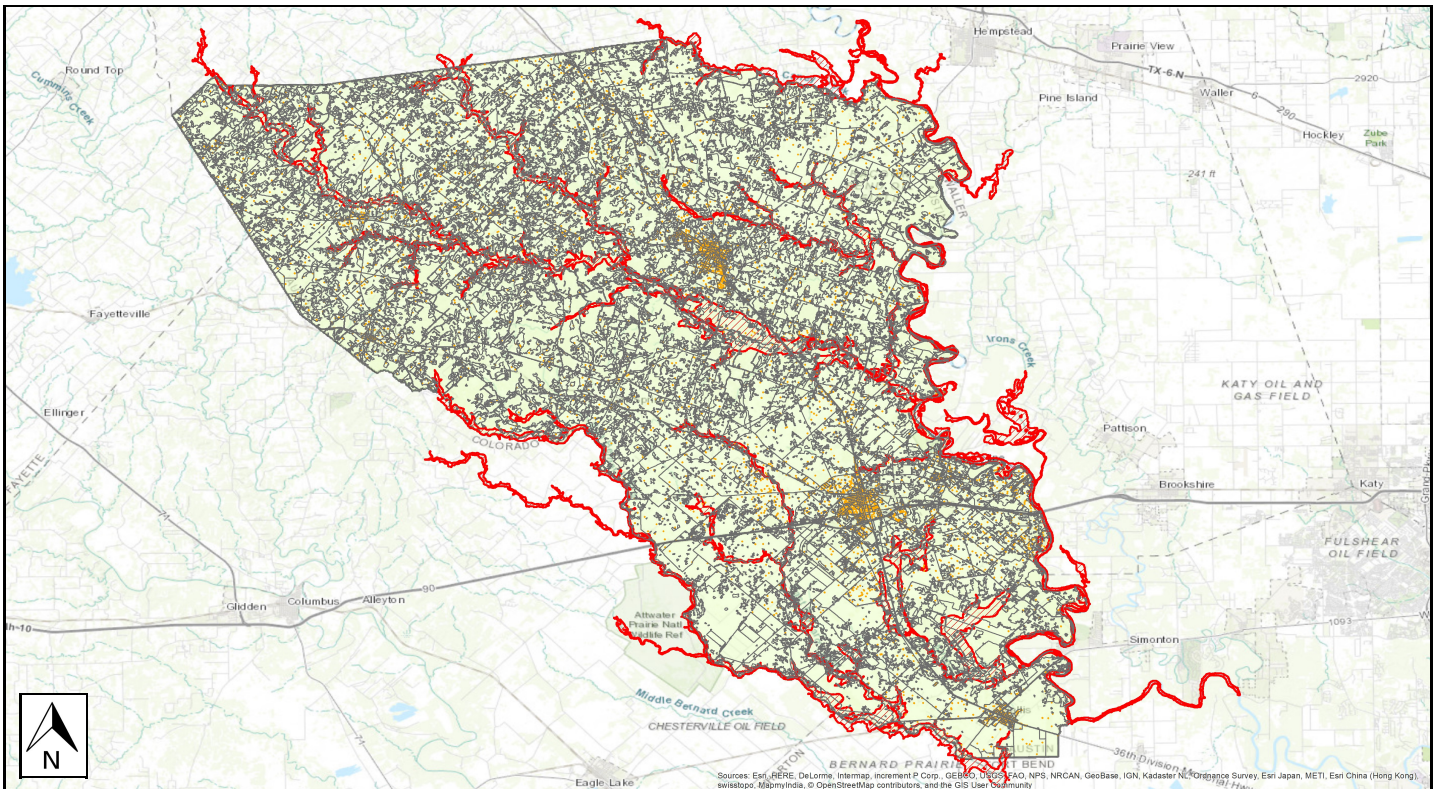 Hempstead
Prairie View
Round Top
TX-6 N
2920
Cummins Creek
Waller
Pine Island
6
290
Hockley
Zube
Park
241 ft
WALLER
Fayetteville
Irons Creek
KATY OIL AND
GAS FIELD
Ellinger
Pattison
COLORADO
FAYETTE
Brookshire
Katy
71
FULSHEAR
OIL FIELD
90
Glidden
Columbus
Alleyton
Attwater
Prairie Natl
Wildlife Ref
Ih-10
1093
W
Simonton
Middle Bernard Creek
CHESTERVILLE OIL FIELD
71
AUSTIN
BERNARD PRAIRIE
FORT BEND
36th Division Memorial Hwy
Eagle Lake
N
Sources: Esri, HERE, DeLorme, Intermap, increment P Corp., GEBCO, USGS, FAO, NPS, NRCAN, GeoBase, IGN, Kadaster NL, Ordnance Survey, Esri Japan, METI, Esri China (Hong Kong),
swisstopo, MapmyIndia, © OpenStreetMap contributors, and the GIS User Community